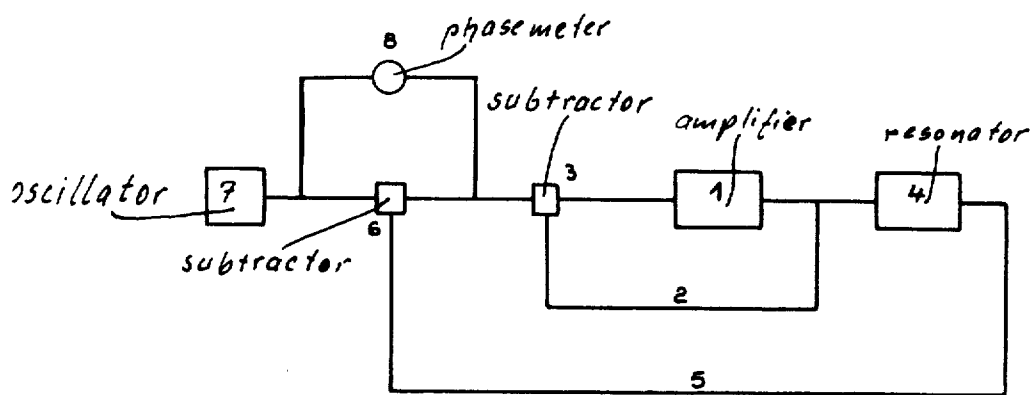 8 phasemeter
subtractor
amplifier
resonator
3
oscillator 7
1
4
6
subtractor
2
5